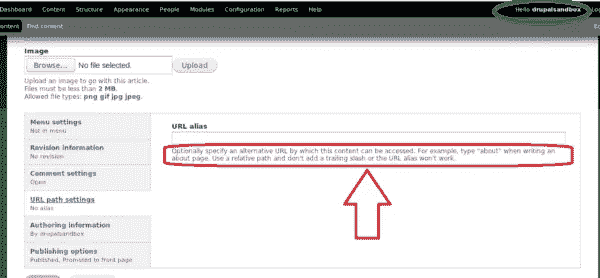 Dashboard Content Structure Appearance People Modules Configuration Reports Help Hello drupalsandbox
Find content
Image
Browse... No file selected. Upload
Upload an image to go with this article.
Files must be less than 2 MB.
Allowed file types: png gif jpg jpeg.
Menu settings
Not in menu
Revision information
No revision
Comment settings
Open
URL path settings
No alias
Authoring information
By drupalsandbox
Publishing options
Published, Promoted to front page
URL alias
Optionally specify an alternative URL by which this content can be accessed. For example, type "about" when writing an
about page. Use a relative path and don't add a trailing slash or the URL alias won't work.